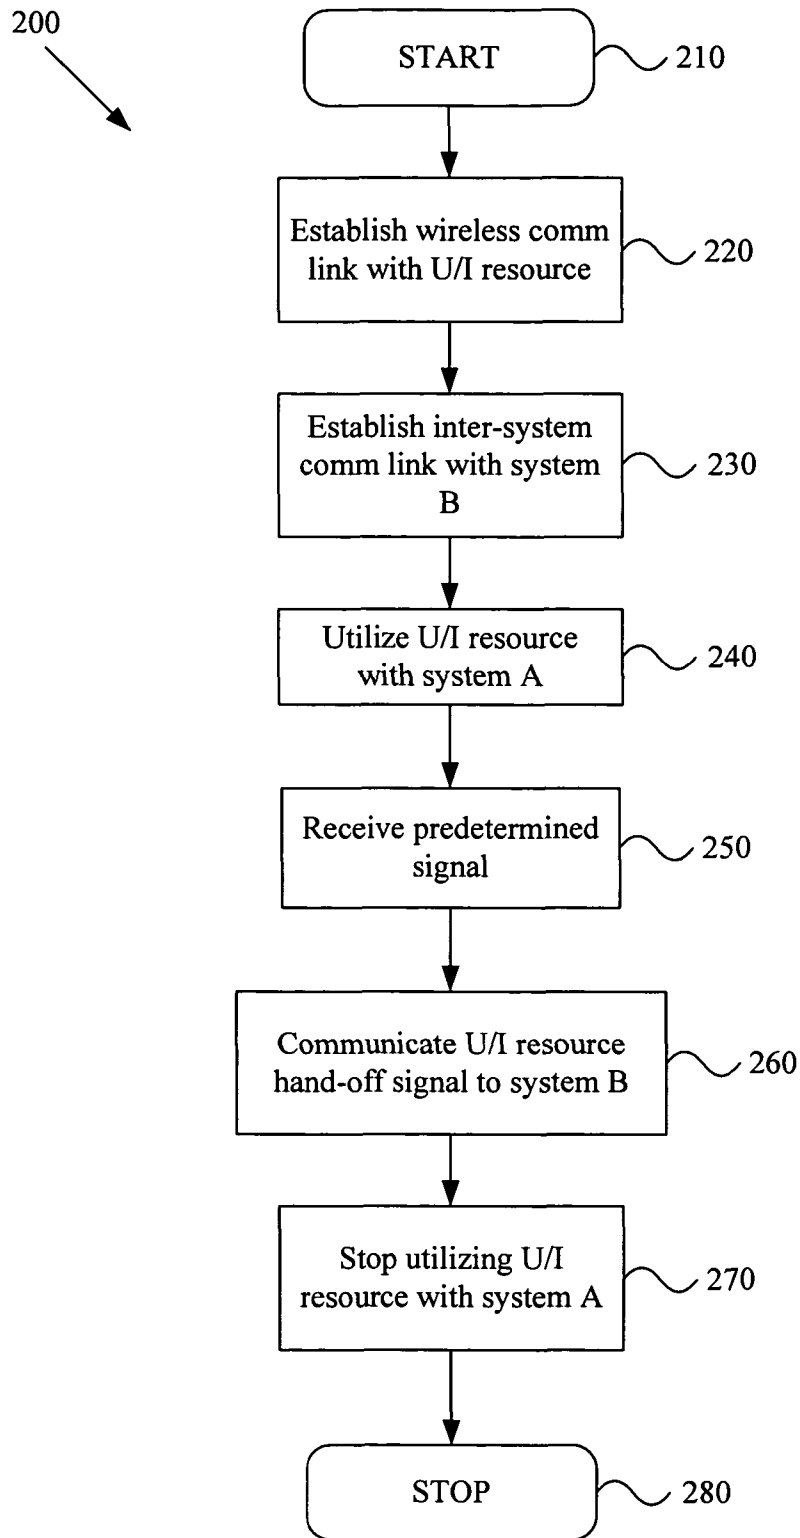 200
START
210
Establish wireless comm
link with U/I resource
220
Establish inter-system
comm link with system
B
230
Utilize U/I resource
with system A
240
Receive predetermined
signal
250
Communicate U/I resource
hand-off signal to system B
260
Stop utilizing U/I
resource with system A
270
STOP
280